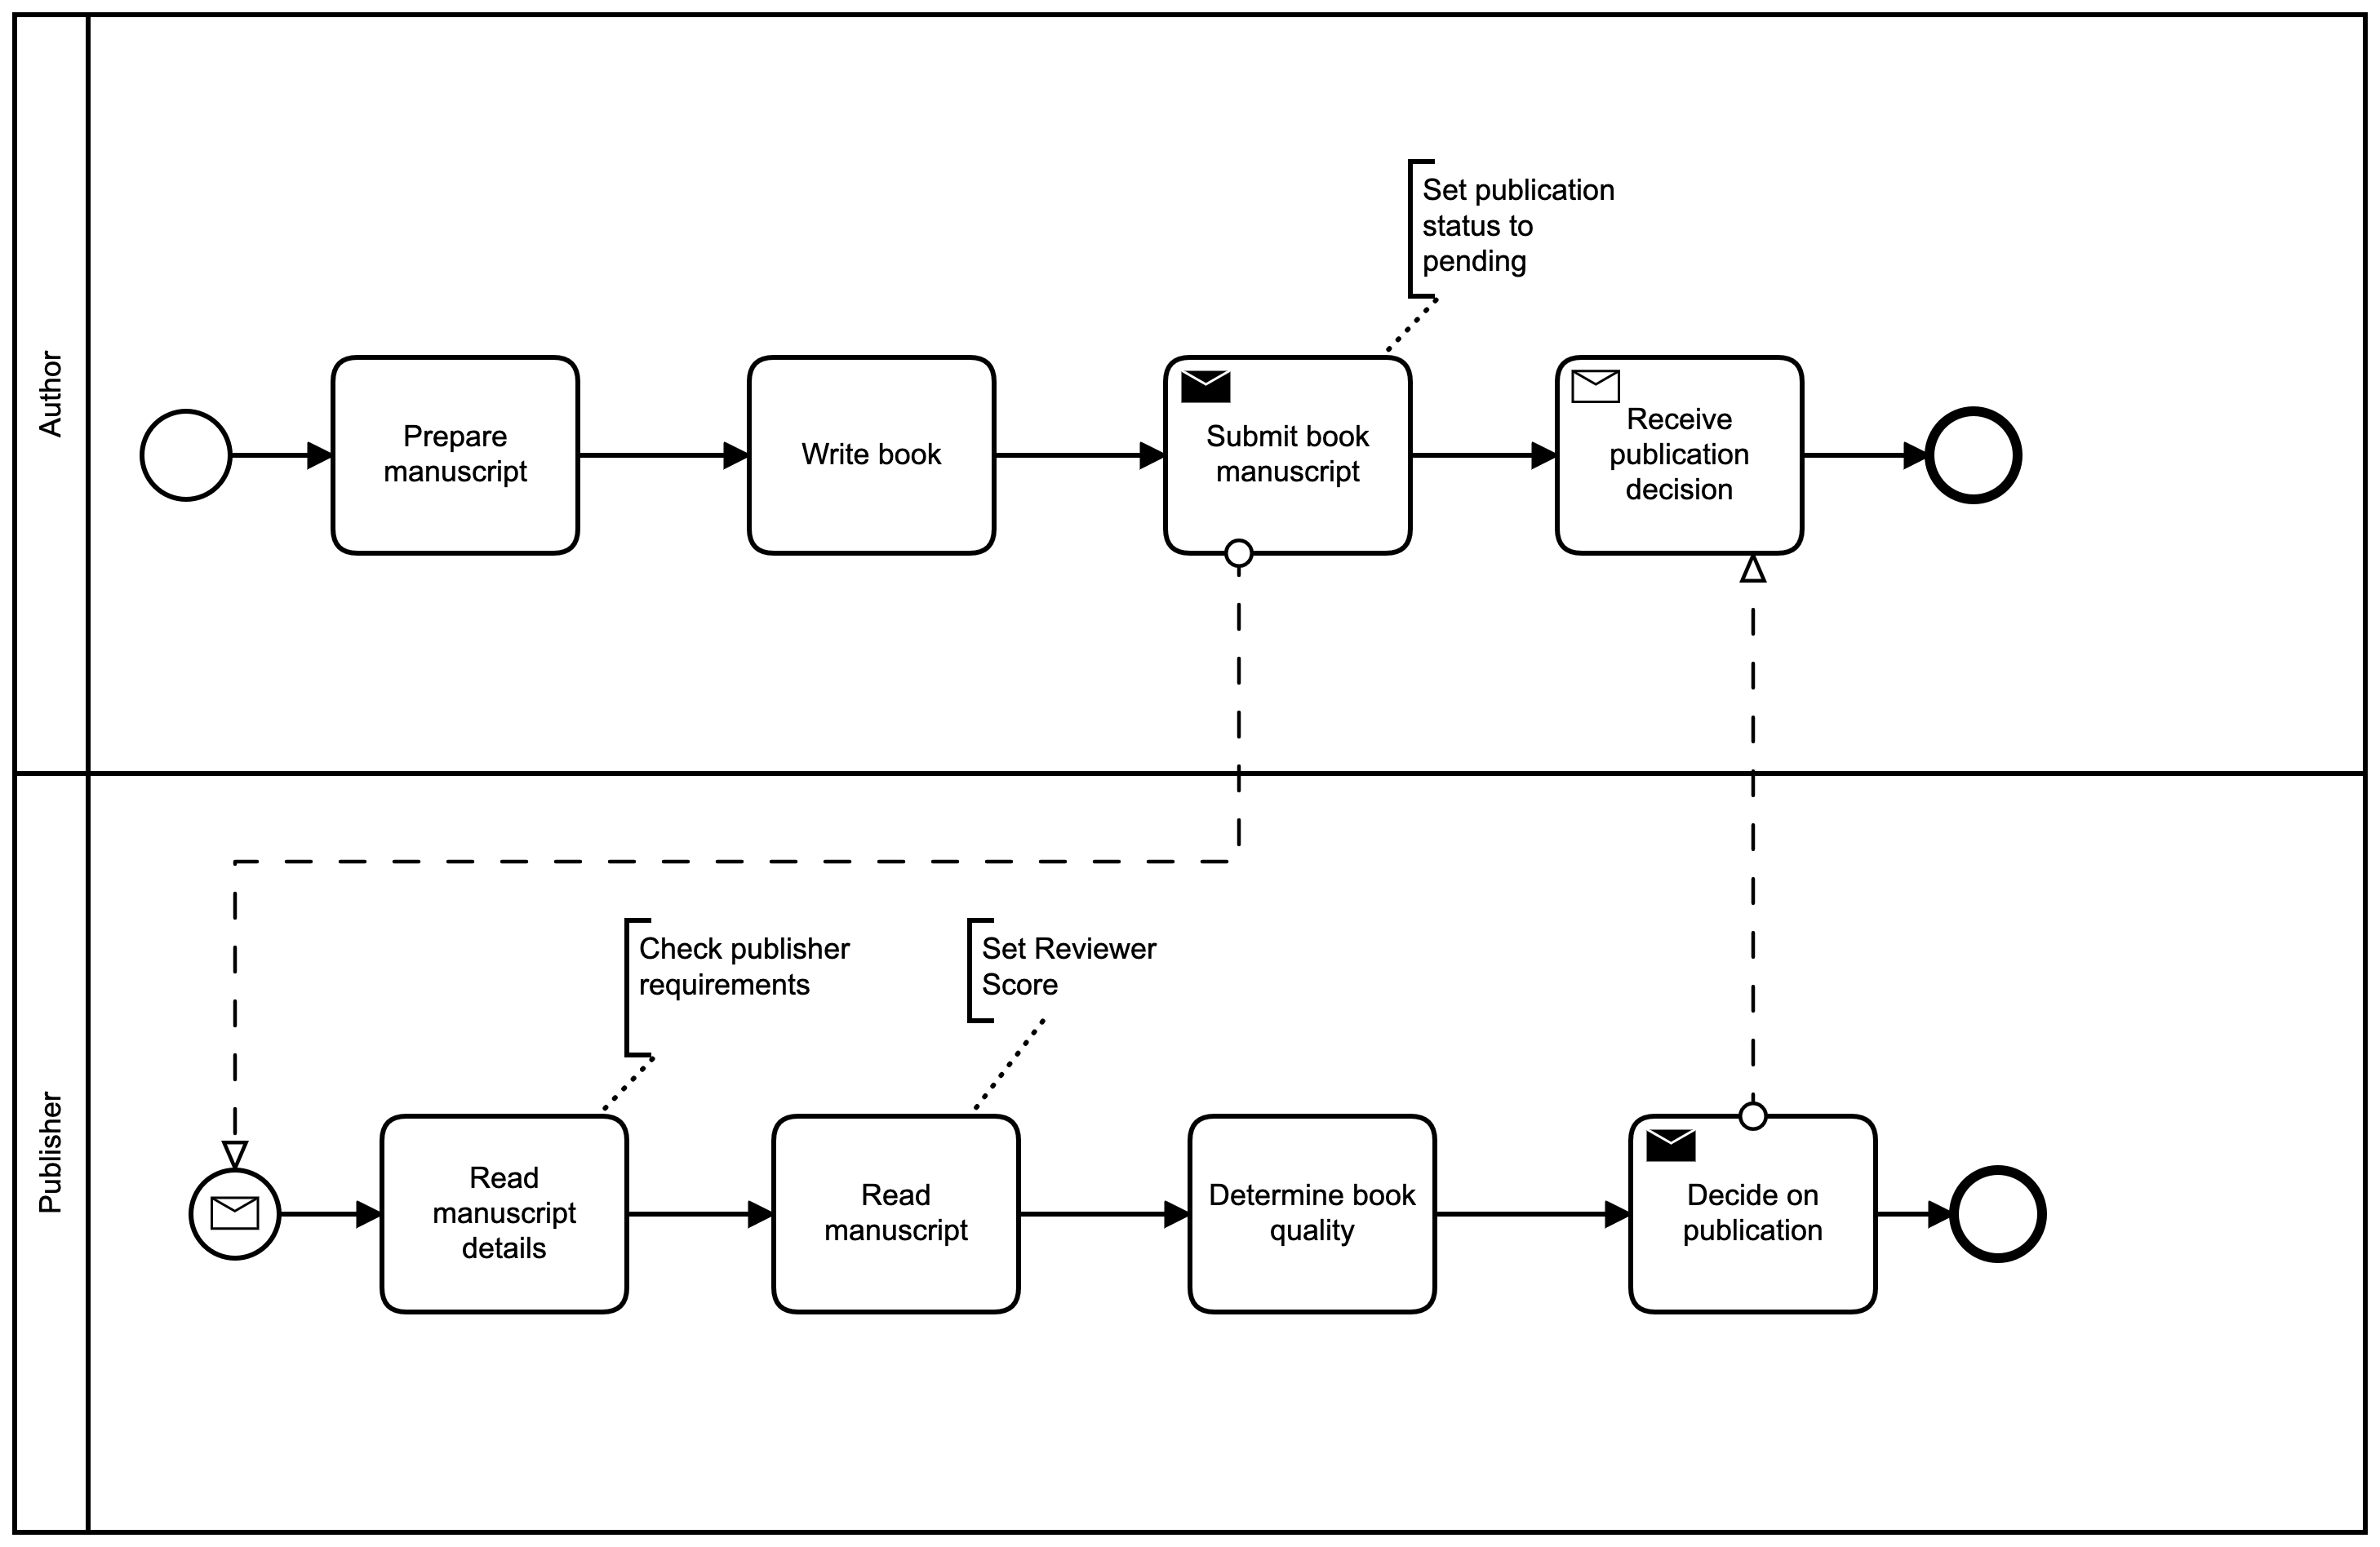 Author
Set publication
status to
pending
Prepare
manuscript
Write book
Submit book
manuscript
Receive
publication
decision
Publisher
Check publisher
requirements
Set Reviewer
Score
Read
manuscript
details
Read
manuscript
Determine book
quality
Decide on
publication